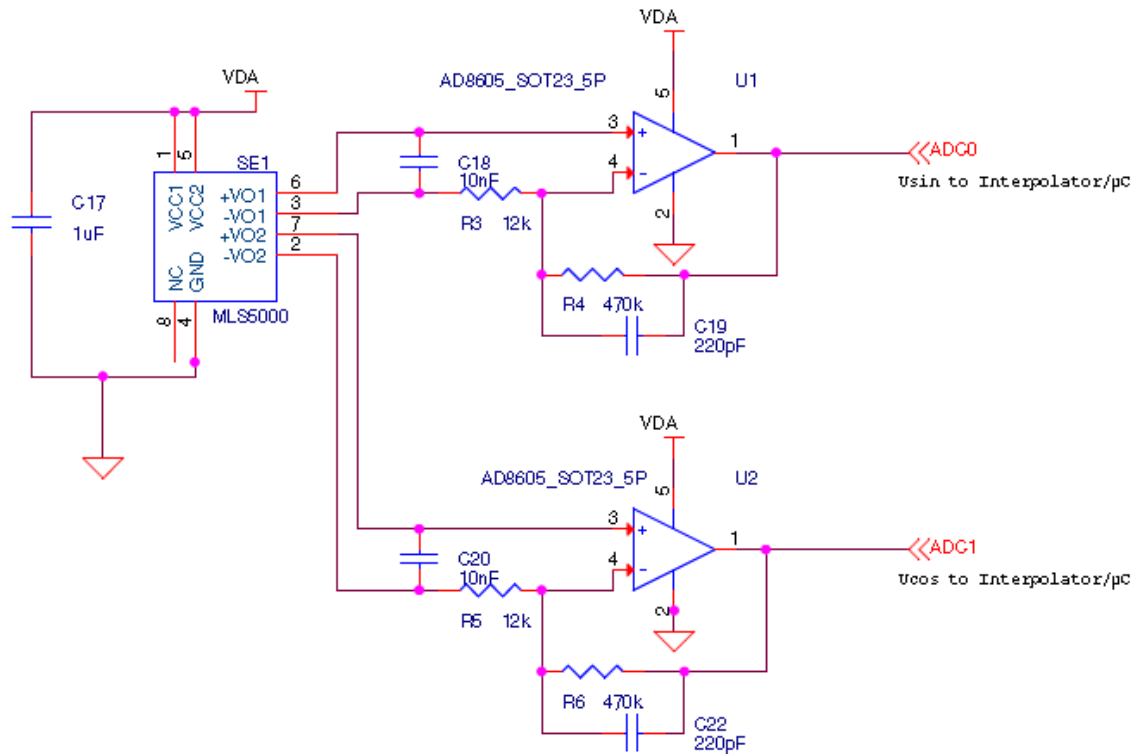 VDA
AD8605_SOT23_5P
U1
5
3
+
1
ADC0
4
-
Usin to Interpolator/µC
2
C18
10nF
R3 12k
R4 470k
C19
220pF
VDA
C17
1uF
1
5
SE1
VCC1
VCC2
+VO1
-VO1
+VO2
-VO2
NC
GND
6
3
7
2
8
4
MLS5000
VDA
AD8605_SOT23_5P
U2
5
3
+
1
ADC1
4
-
Ucos to Interpolator/µC
2
C20
10nF
R5 12k
R6 470k
C22
220pF